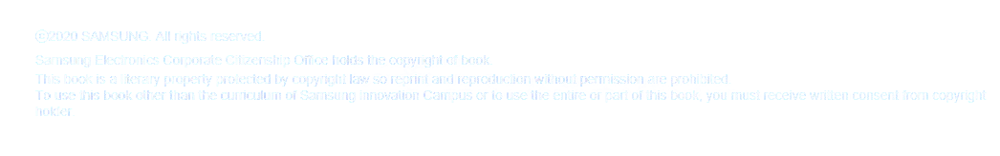 ⓒ2020 SAMSUNG. All rights reserved.
Samsung Electronics Corporate Citizenship Office holds the copyright of book.
This book is a literary property protected by copyright law so reprint and reproduction without permission are prohibited.
To use this book other than the curriculum of Samsung Innovation Campus or to use the entire or part of this book, you must receive written consent from copyright
holder.